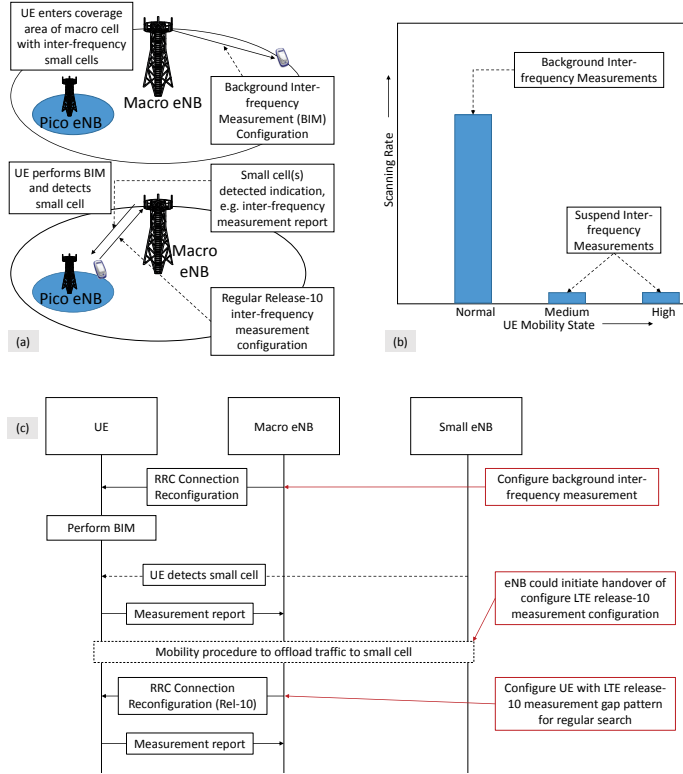 UE enters coverage
area of macro cell
with inter-frequency
small cells
Macro eNB
Pico eNB
Background Inter-
frequency
Measurement (BIM)
Configuration
UE performs BIM
and detects
small cell
Small cell(s)
detected indication,
e.g. inter-frequency
measurement report
Macro
eNB
Pico eNB
Regular Release-10
inter-frequency
measurement
configuration
(a)
Scanning Rate
Background Inter-
frequency Measurements
Suspend Inter-
frequency
Measurements
Normal
Medium
High
UE Mobility State
(b)
(c)
UE
Macro eNB
Small eNB
RRC Connection
Reconfiguration
Configure background inter-
frequency measurement
Perform BIM
UE detects small cell
eNB could initiate handover of
configure LTE release-10
measurement configuration
Measurement report
Mobility procedure to offload traffic to small cell
RRC Connection
Reconfiguration (Rel-10)
Configure UE with LTE release-
10 measurement gap pattern
for regular search
Measurement report